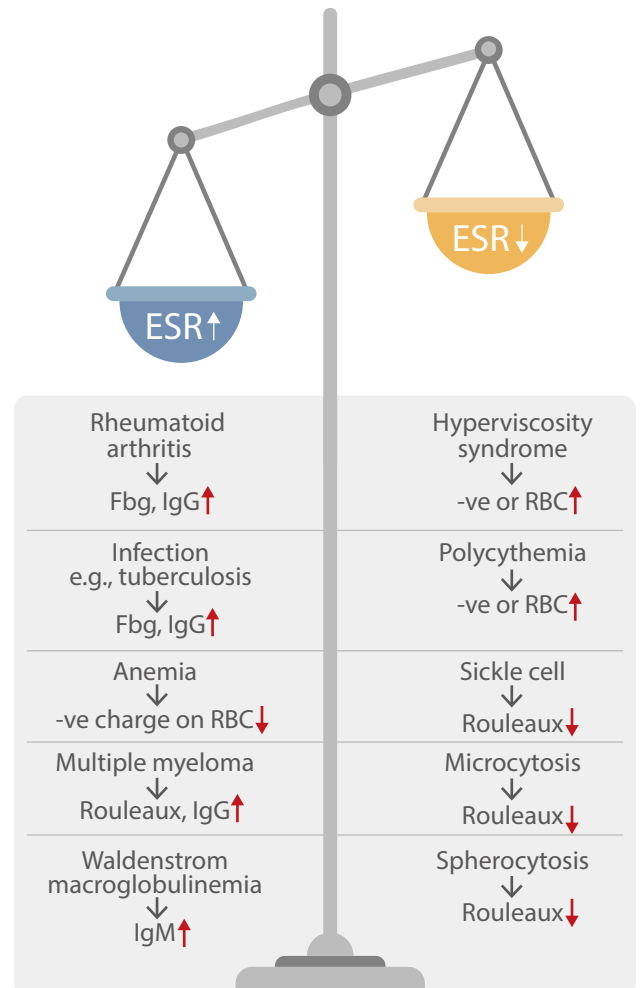 ESR↓
ESR↑
Rheumatoid
arthritis
↓
Fbg, IgG↑
Hyperviscosity
syndrome
↓
-ve or RBC↑
Infection
e.g., tuberculosis
↓
Fbg, IgG↑
Polycythemia
↓
-ve or RBC↑
Anemia
↓
-ve charge on RBC↓
Sickle cell
↓
Rouleaux↓
Multiple myeloma
↓
Rouleaux, IgG↑
Microcytosis
↓
Rouleaux↓
Waldenstrom
macroglobulinemia
↓
IgM↑
Spherocytosis
↓
Rouleaux↓